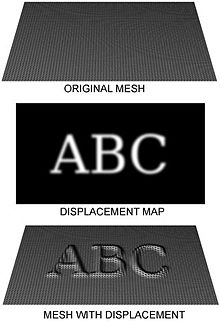 ORIGINAL MESH
ABC
DISPLACEMENT MAP
ABC
MESH WITH DISPLACEMENT